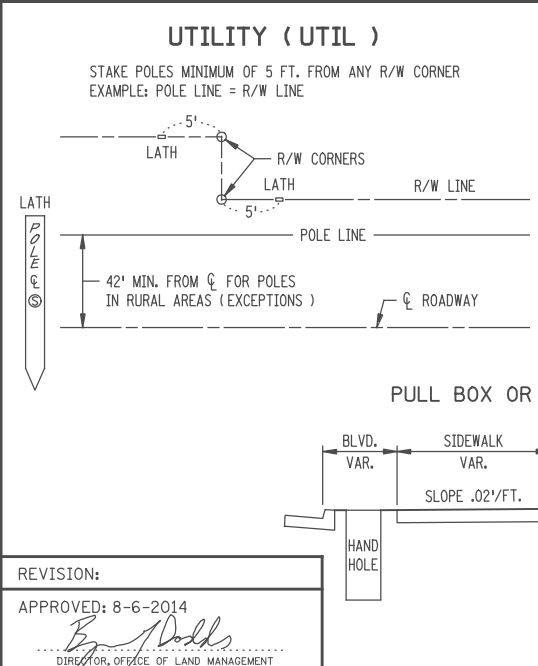 UTILITY ( UTIL )
STAKE POLES MINIMUM OF 5 FT. FROM ANY R/W CORNER
EXAMPLE: POLE LINE = R/W LINE
5'
LATH
R/W CORNERS
LATH
R/W LINE
5'
LATH
POLE ℄ Ⓢ
POLE LINE
42' MIN. FROM ℄ FOR POLES
IN RURAL AREAS ( EXCEPTIONS )
℄ ROADWAY
PULL BOX OR
BLVD.
VAR.
SIDEWALK
VAR.
SLOPE .02'/FT.
HAND
HOLE
REVISION:
APPROVED: 8-6-2014
DIRECTOR, OFFICE OF LAND MANAGEMENT